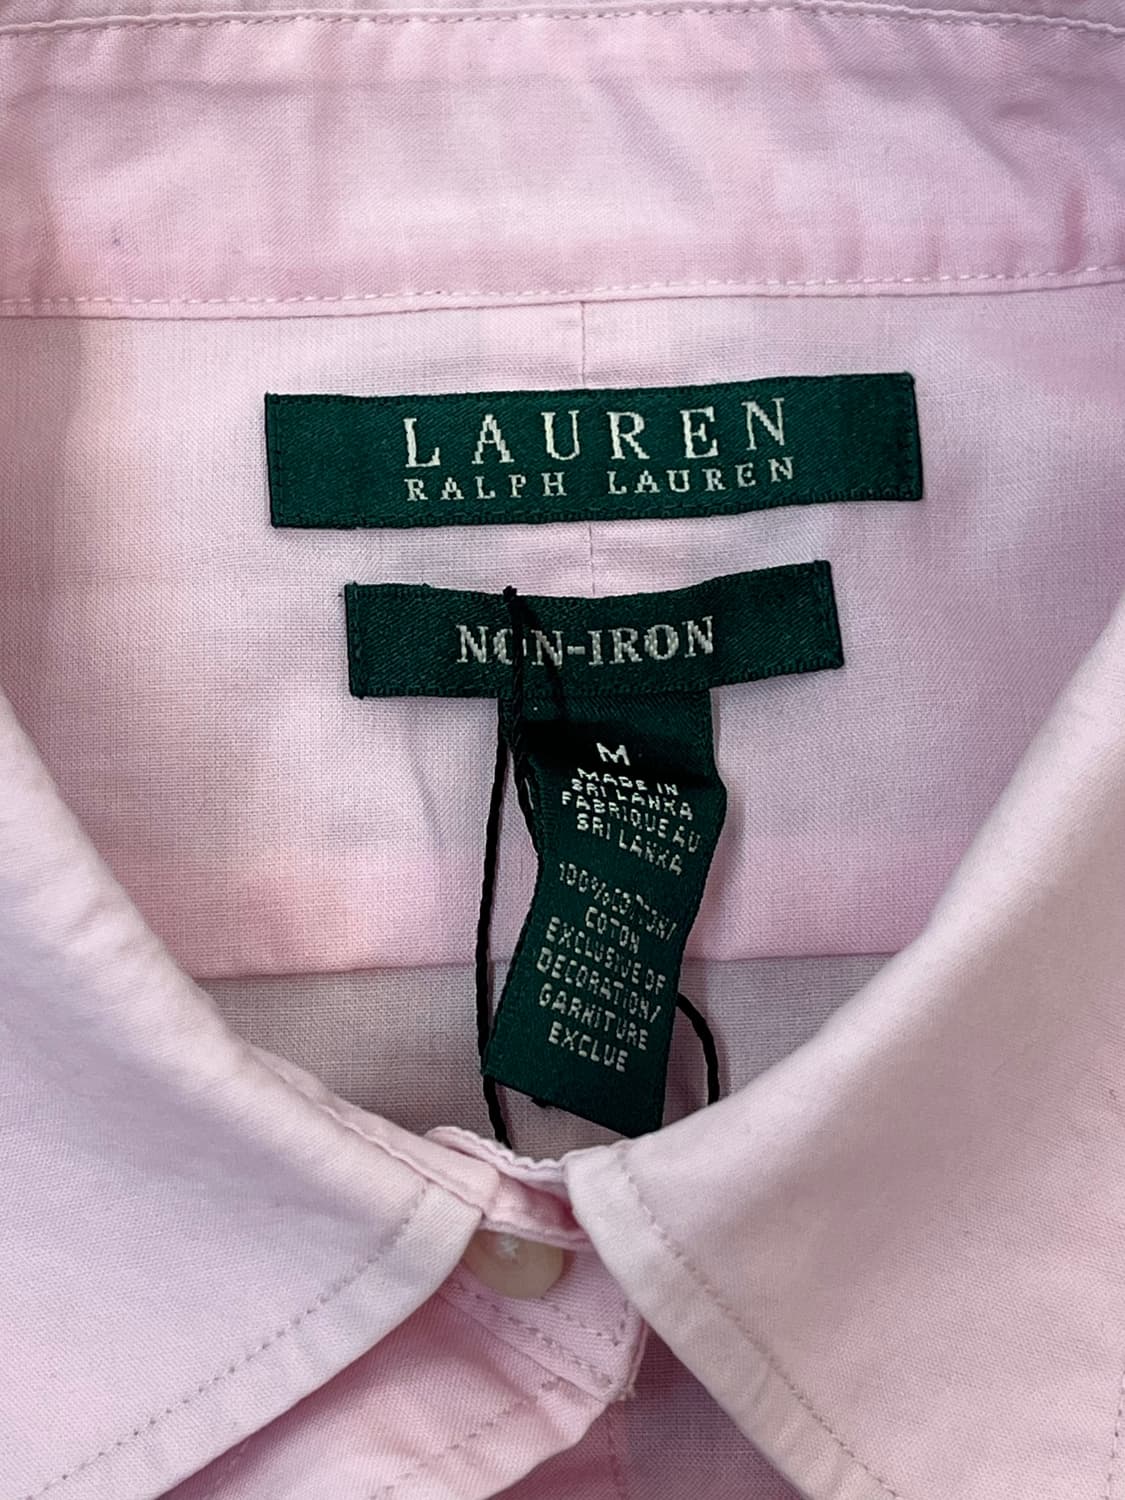 LAUREN
RALPH LAUREN
NON-IRON
M
MADE IN
SRI LANKA
FABRIQUE AU
SRI LANKA
100% COTTON/
COTON
EXCLUSIVE OF
DECORATION/
GARNITURE
EXCLUE